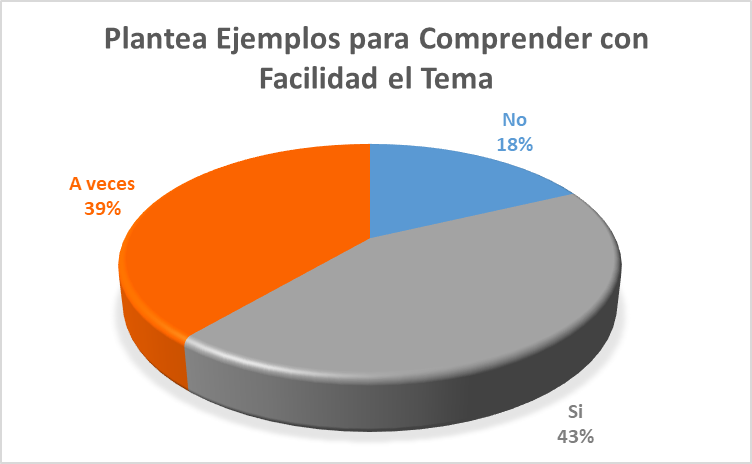 Plantea Ejemplos para Comprender con
Facilidad el Tema
No
18%
A veces
39%
Si
43%